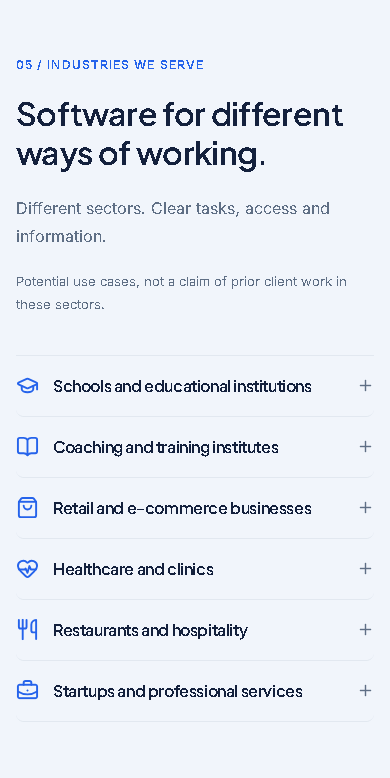 05 / INDUSTRIES WE SERVE
Software for different
ways of working.
Different sectors. Clear tasks, access and
information.
Potential use cases, not a claim of prior client work in
these sectors.
Schools and educational institutions
Coaching and training institutes
Retail and e-commerce businesses
Healthcare and clinics
Restaurants and hospitality
Startups and professional services